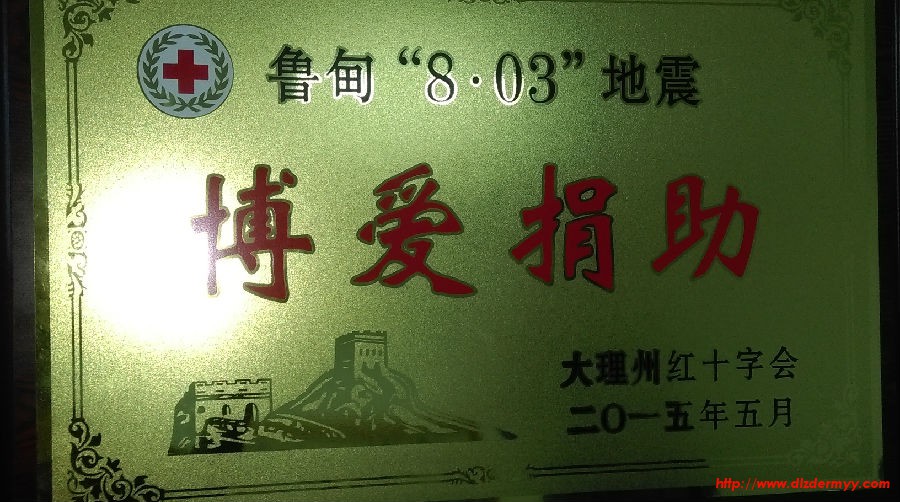 鲁甸“8·03”地震
博爱捐助
大理州红十字会
二〇一五年五月
http://www.dlzdermyy.com